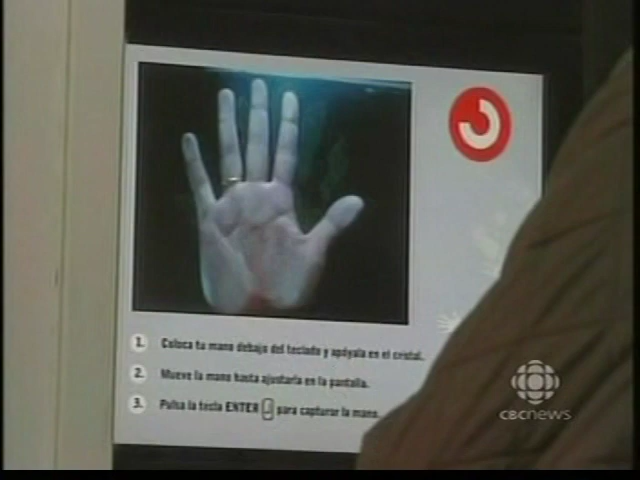 1. Coloca tu mano debajo del teclado y apóyala en el cristal.
2. Mueve la mano hasta ajustarla en la pantalla.
3. Pulsa la tecla ENTER para capturar la mano.
CBCnews